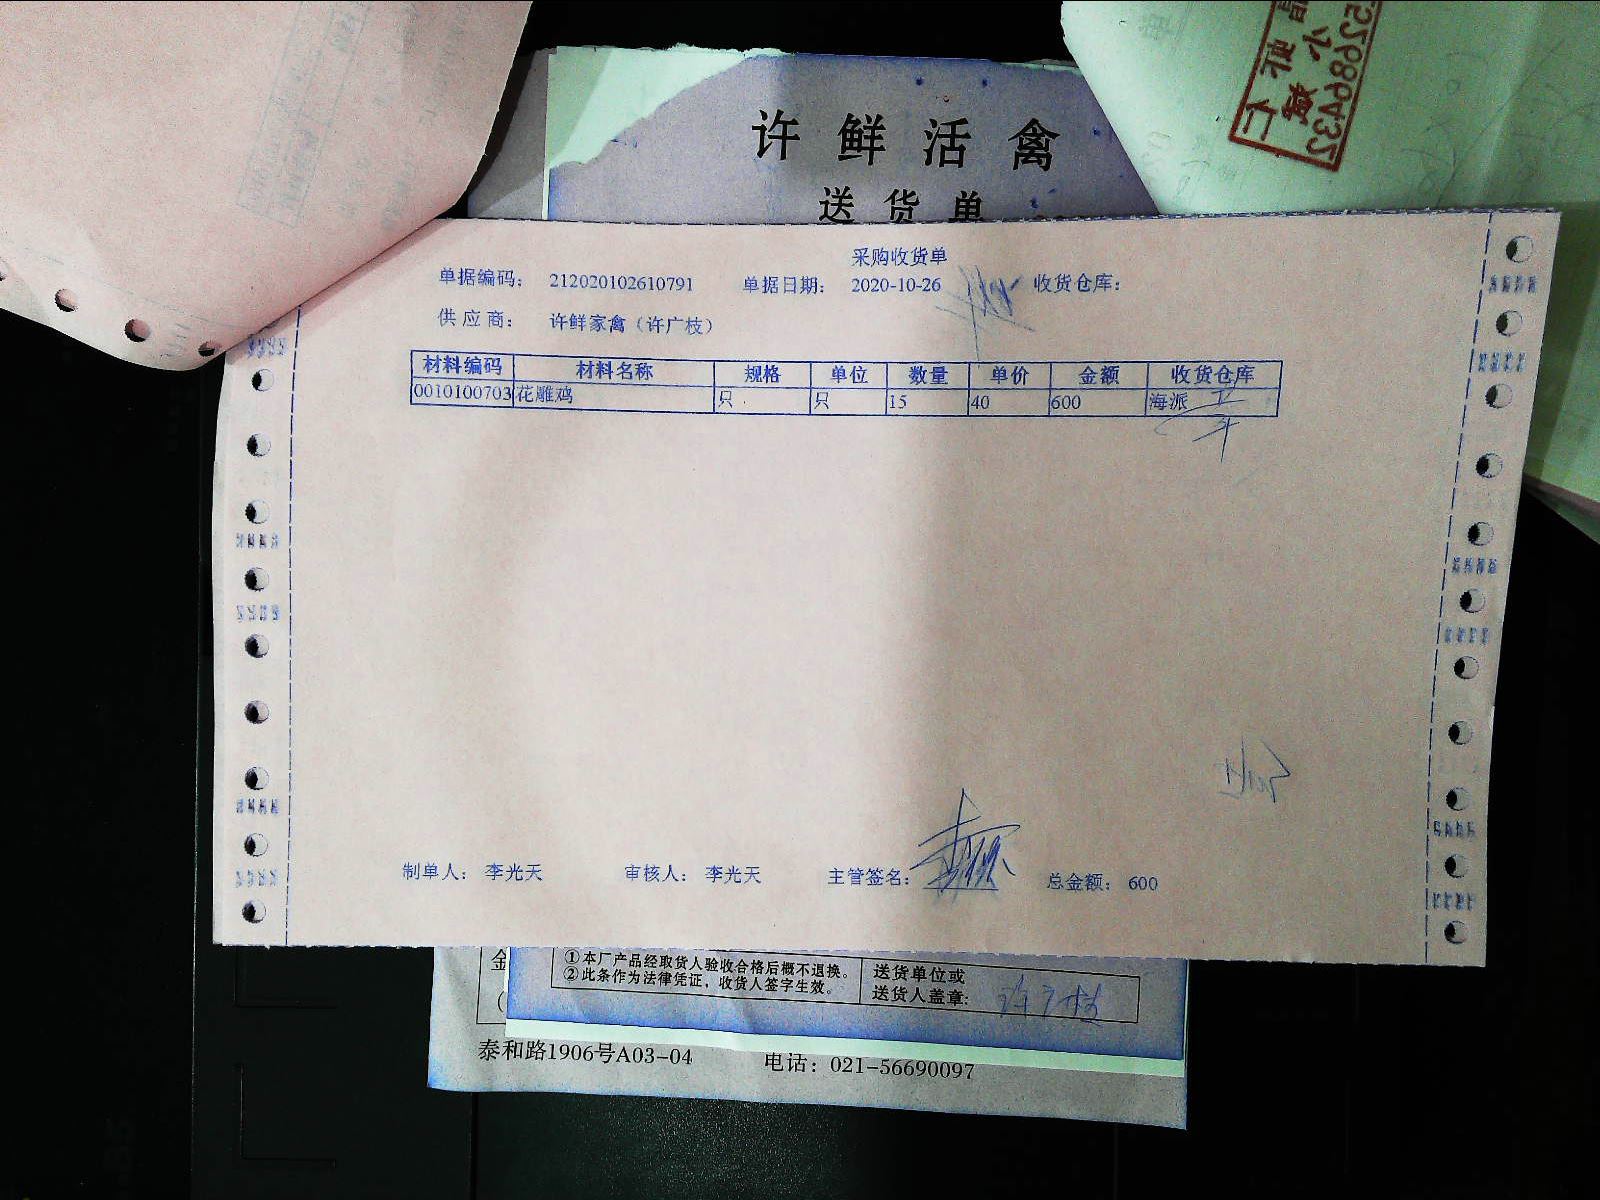 许鲜活禽
送货单
采购收货单
单据编码： 212020102610791 单据日期： 2020-10-26 收货仓库：
供应商： 许鲜家禽（许广枝）
材料编码 材料名称 规格 单位 数量 单价 金额 收货仓库
0010100703 花雕鸡 只 只 15 40 600 海派
制单人： 李光天 审核人： 李光天 主管签名： 总金额： 600
金
①本厂产品经取货人验收合格后概不退换。
②此条作为法律凭证，收货人签字生效。
送货单位或
送货人盖章: 许广枝
泰和路1906号A03-04 电话：021-56690097